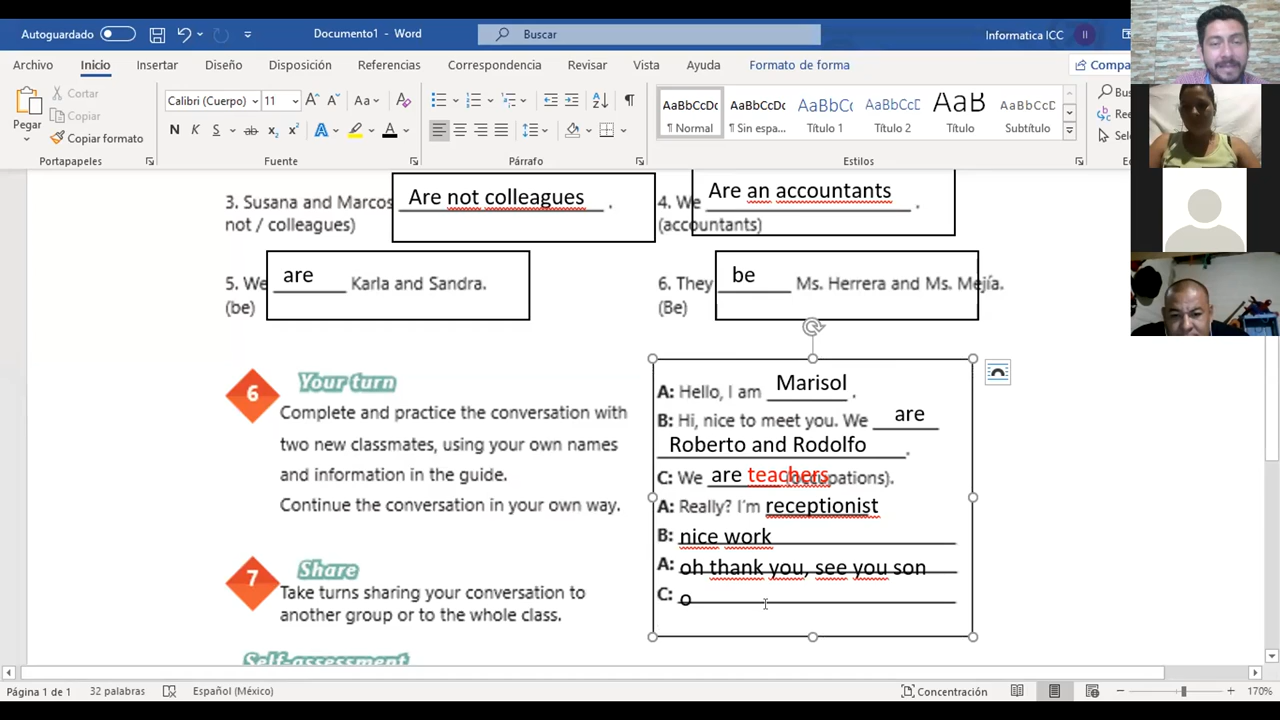 Autoguardado
Documento1 - Word
Buscar
Informatica ICC
II
Archivo Inicio Insertar Diseño Disposición Referencias Correspondencia Revisar Vista Ayuda Formato de forma
Pegar
Cortar
Copiar
Copiar formato
Calibri (Cuerpo) 11
N K S ab x₂ x²
AaBbCcDc AaBbCcDc AaBbCc AaBbCcD AaB AaBbCcD
¶ Normal ¶ Sin espa... Título 1 Título 2 Título Subtítulo
Portapapeles Fuente Párrafo Estilos
3. Susana and Marcos Are not colleagues .
not / colleagues)
4. We Are an accountants .
(accountants)
5. We are Karla and Sandra.
(be)
6. They be Ms. Herrera and Ms. Mejía.
(Be)
6 Your turn
Complete and practice the conversation with
two new classmates, using your own names
and information in the guide.
Continue the conversation in your own way.
7 Share
Take turns sharing your conversation to
another group or to the whole class.
Self-assessment
A: Hello, I am Marisol .
B: Hi, nice to meet you. We are
Roberto and Rodolfo .
C: We are teachers (occupations).
A: Really? I'm receptionist
B: nice work
A: oh thank you, see you son
C: o
Página 1 de 1 32 palabras Español (México) Concentración 170%